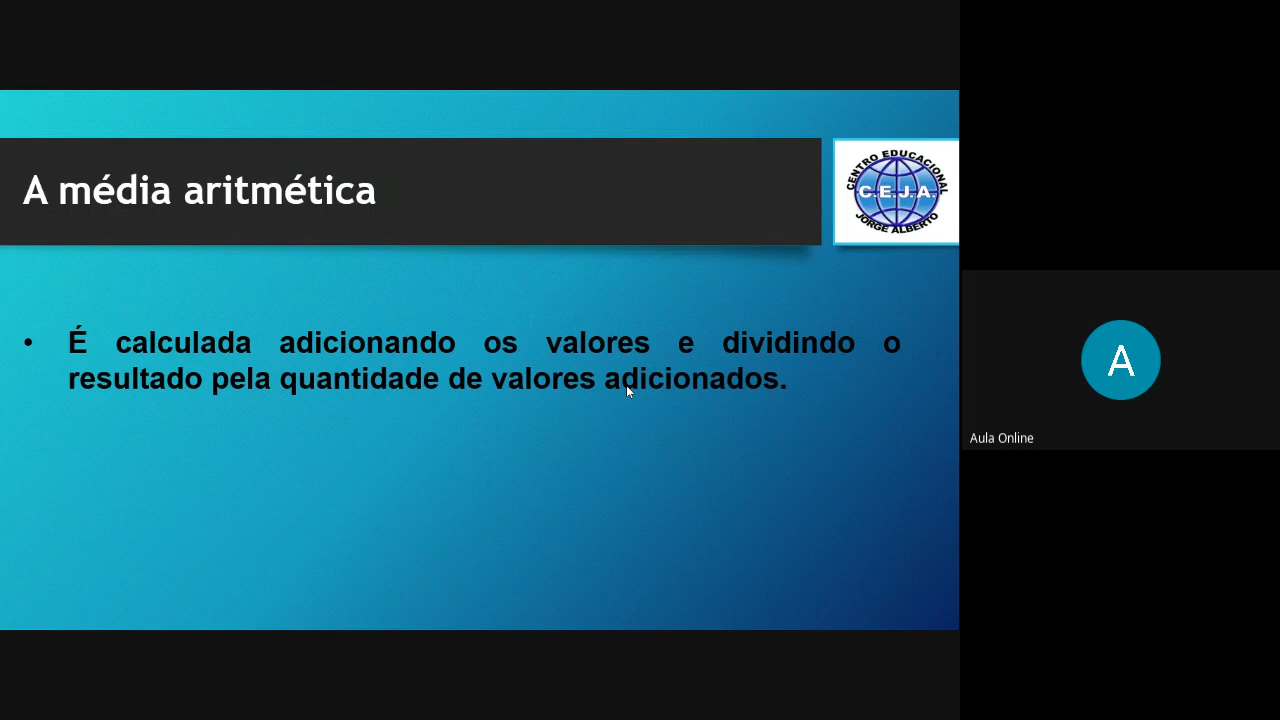 A média aritmética
CENTRO EDUCACIONAL
C.E.J.A.
JORGE ALBERTO
• É calculada adicionando os valores e dividindo o
resultado pela quantidade de valores adicionados.
A
Aula Online